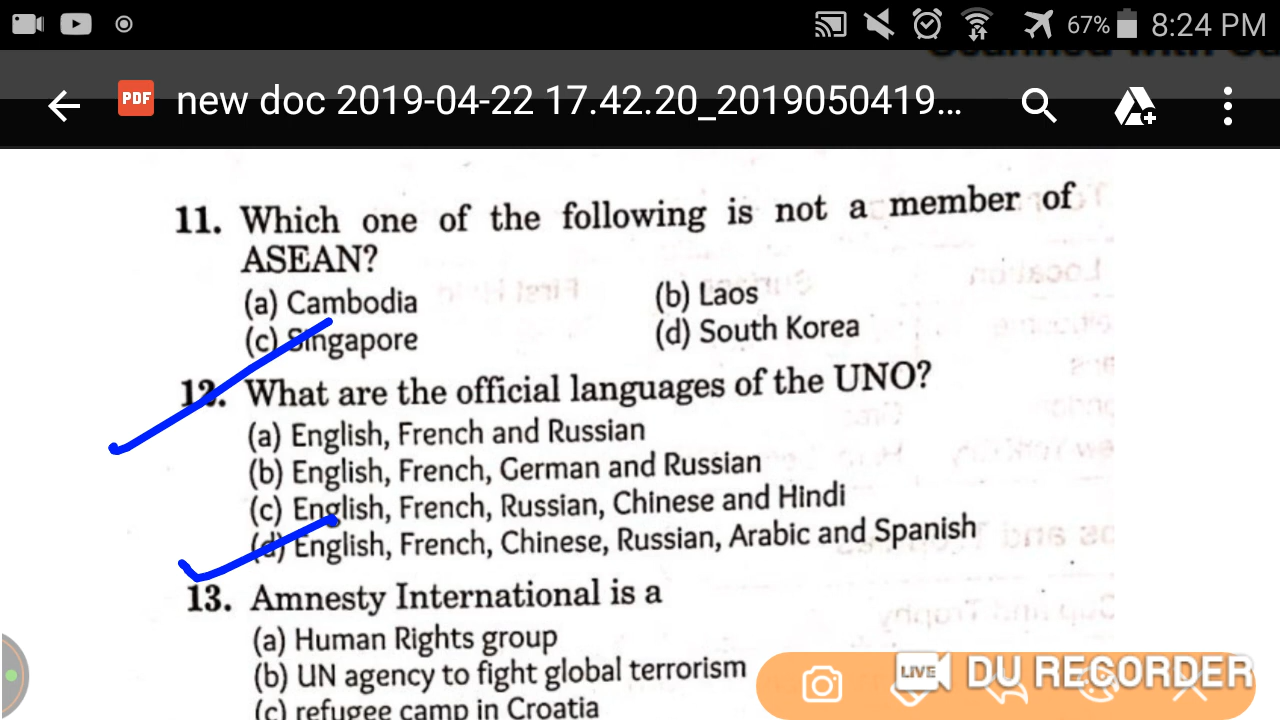 67% 8:24 PM
PDF new doc 2019-04-22 17.42.20_2019050419...
11. Which one of the following is not a member of
ASEAN?
(a) Cambodia (b) Laos
(c) Singapore (d) South Korea
12. What are the official languages of the UNO?
(a) English, French and Russian
(b) English, French, German and Russian
(c) English, French, Russian, Chinese and Hindi
(d) English, French, Chinese, Russian, Arabic and Spanish
13. Amnesty International is a
(a) Human Rights group
(b) UN agency to fight global terrorism
(c) refugee camp in Croatia
LIVE DU RECORDER